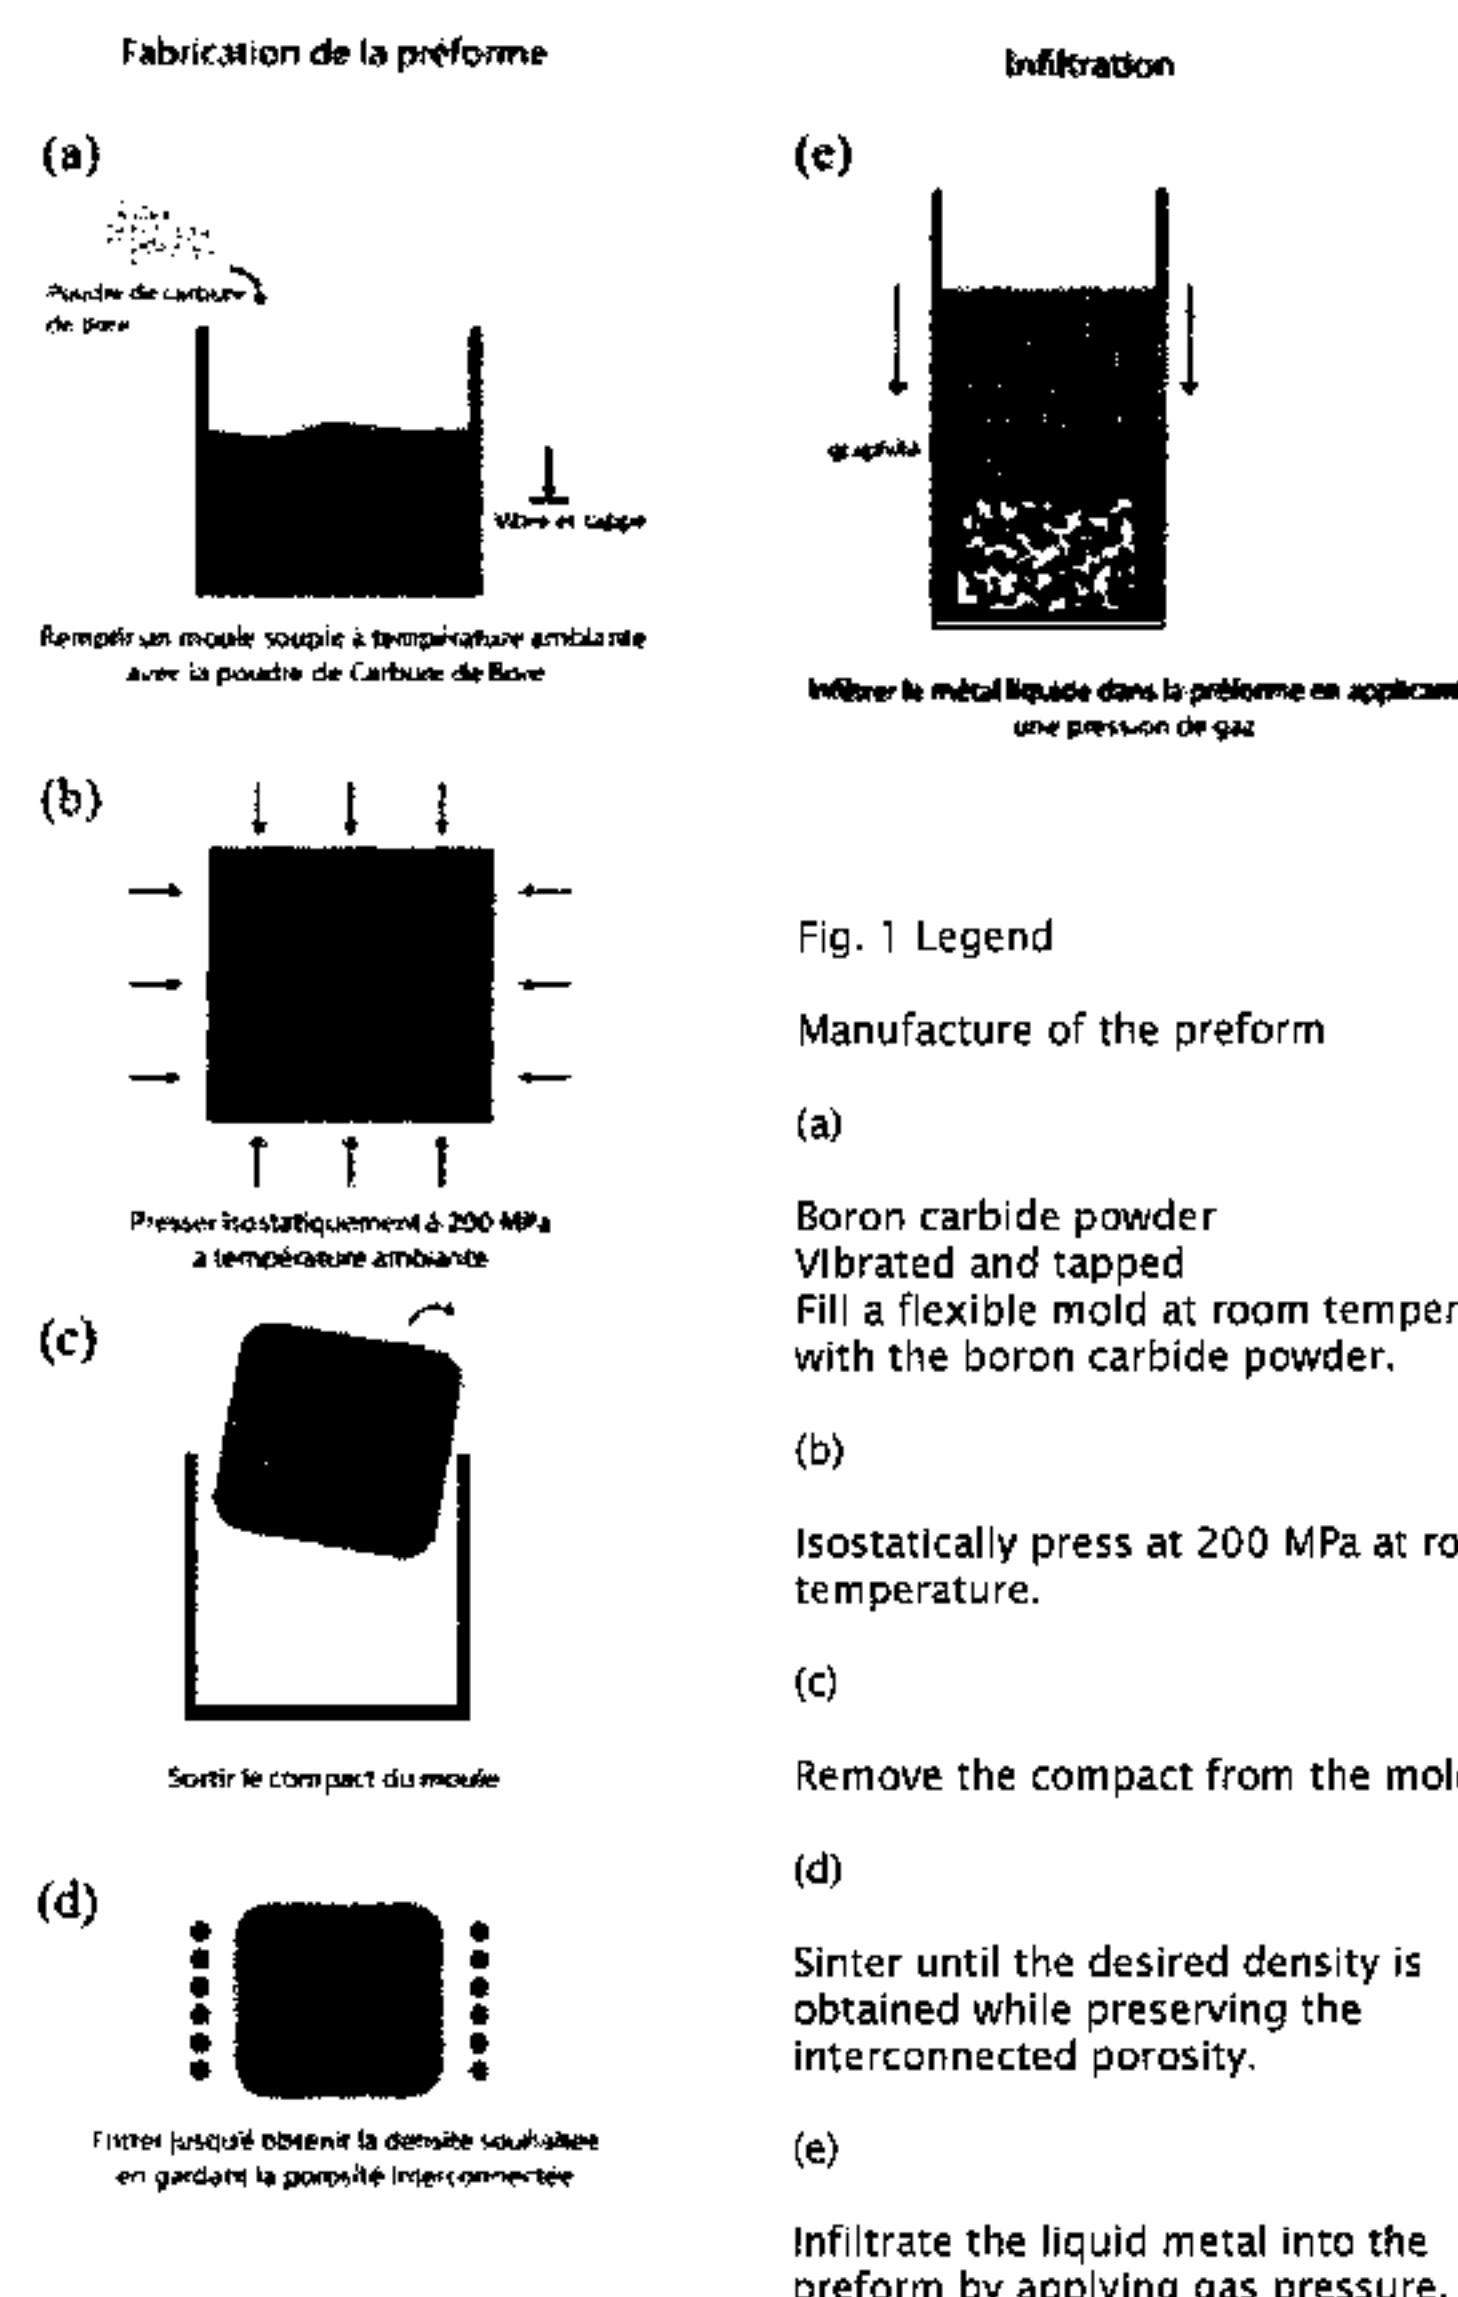 Fabrication de la préforme
(a)
Poudre de carbure
de Bore
Vibré et tappé
Remplir un moule souple à température ambiante
avec la poudre de Carbure de Bore
(b)
Presser isostatiquement à 200 MPa
a température ambiante
(c)
Sortir le compact du moule
(d)
jusqu'à obtenir la densité souhaitée
en gardant la porosité interconnectée
Infiltration
(e)
graphite
Infiltrer le métal liquide dans la préforme en applicant
une pression de gaz
Fig. 1 Legend
Manufacture of the preform
(a)
Boron carbide powder
Vibrated and tapped
Fill a flexible mold at room temper
with the boron carbide powder.
(b)
Isostatically press at 200 MPa at ro
temperature.
(c)
Remove the compact from the mol
(d)
Sinter until the desired density is
obtained while preserving the
interconnected porosity.
(e)
Infiltrate the liquid metal into the
preform by applying gas pressure.